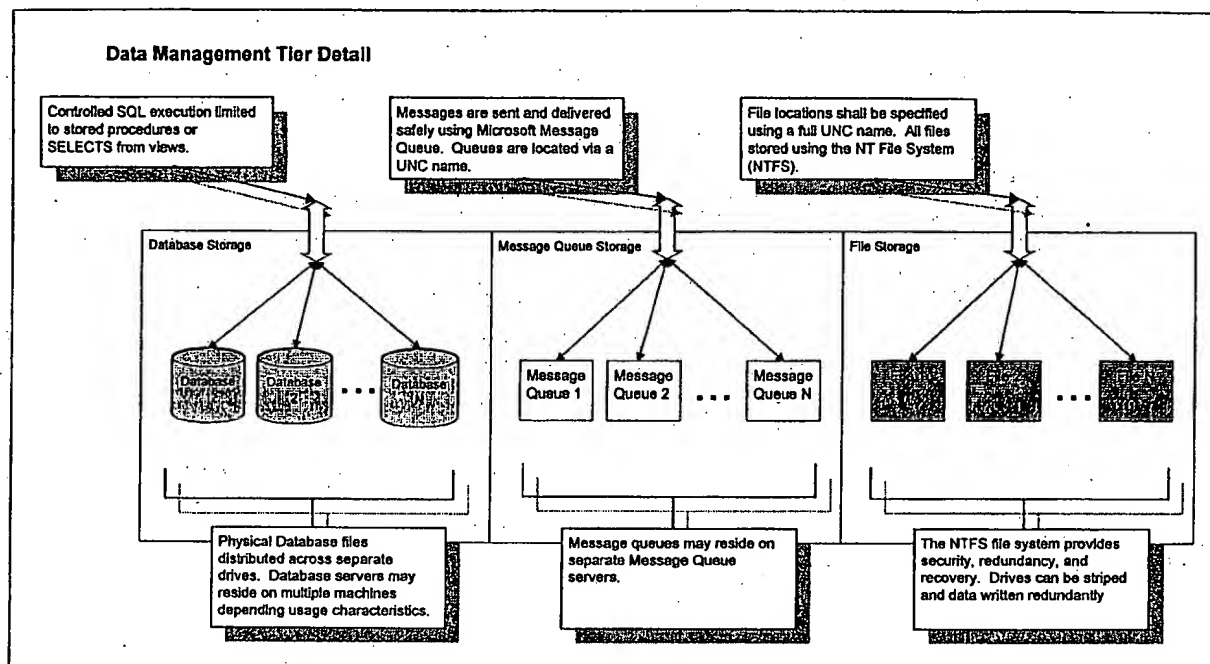 Data Management Tier Detail
Controlled SQL execution limited
to stored procedures or
SELECTS from views.
Messages are sent and delivered
safely using Microsoft Message
Queue. Queues are located via a
UNC name.
File locations shall be specified
using a full UNC name. All files
stored using the NT File System
(NTFS).
Database Storage
Message Queue Storage
File Storage
Database
Database
Database
Message
Queue 1
Message
Queue 2
Message
Queue N
Physical Database files
distributed across separate
drives. Database servers may
reside on multiple machines
depending usage characteristics.
Message queues may reside on
separate Message Queue
servers.
The NTFS file system provides
security, redundancy, and
recovery. Drives can be striped
and data written redundantly